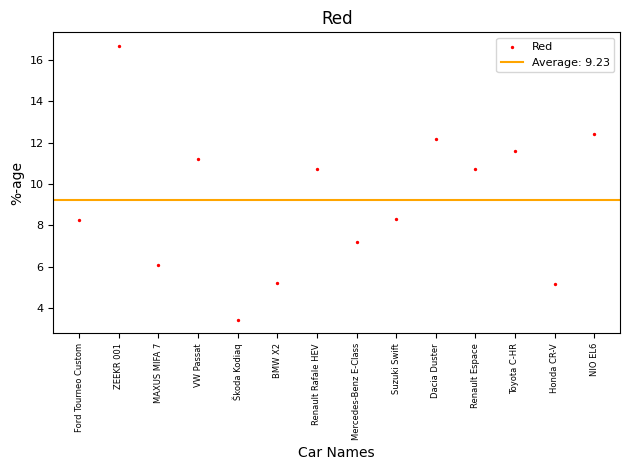 Red
Red
Average: 9.23
%-age
16
14
12
10
8
6
4
Ford Tourneo Custom
ZEEKR 001
MAXUS MIFA 7
VW Passat
Škoda Kodiaq
BMW X2
Renault Rafale HEV
Mercedes-Benz E-Class
Suzuki Swift
Dacia Duster
Renault Espace
Toyota C-HR
Honda CR-V
NIO EL6
Car Names